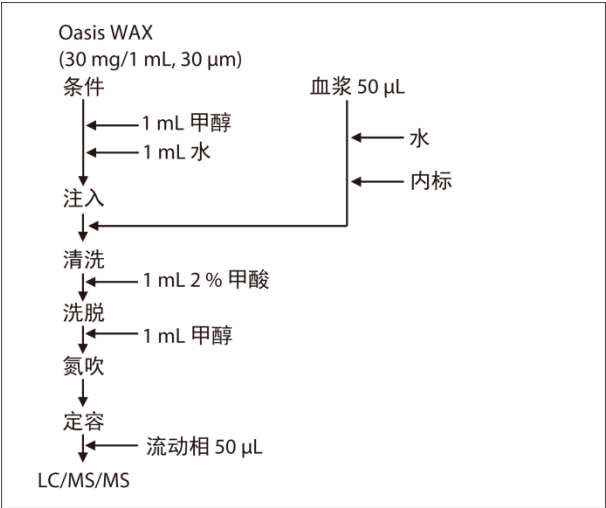 Oasis WAX
(30 mg/1 mL, 30 μm)
条件
血浆 50 μL
1 mL 甲醇
水
1 mL 水
内标
注入
清洗
1 mL 2 % 甲酸
洗脱
1 mL 甲醇
氮吹
定容
流动相 50 μL
LC/MS/MS